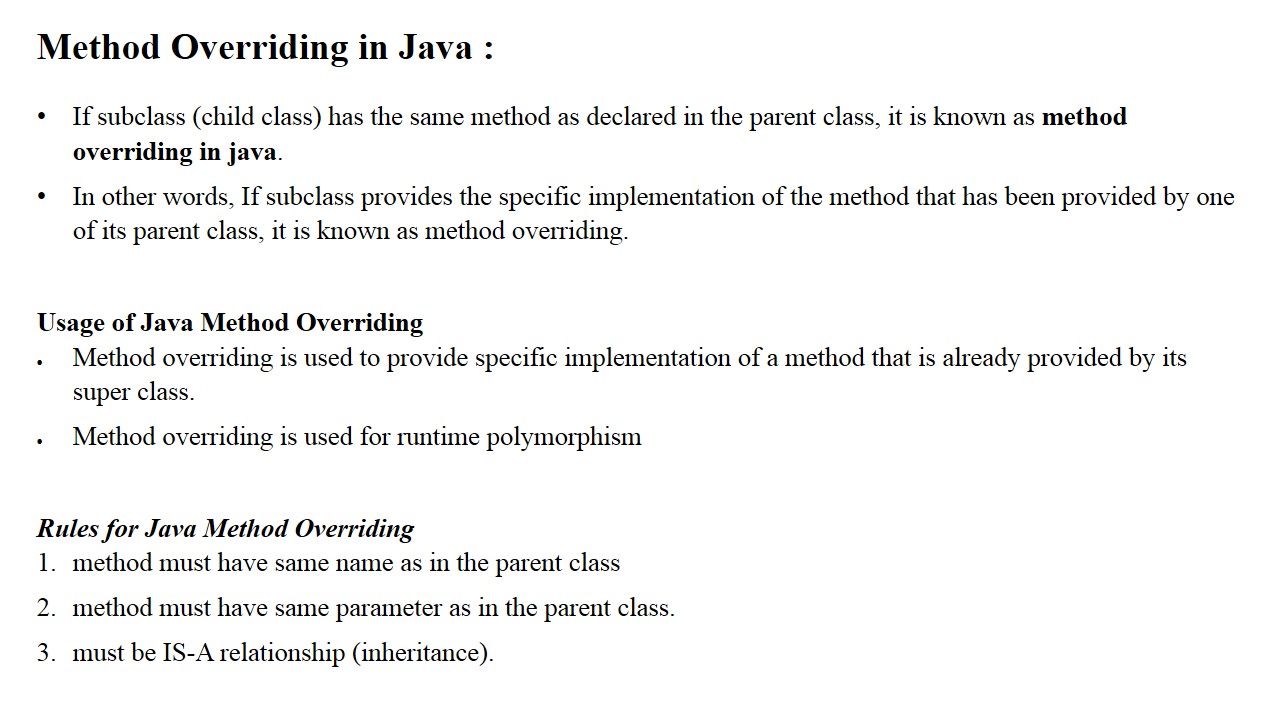 Method Overriding in Java :
• If subclass (child class) has the same method as declared in the parent class, it is known as method
overriding in java.
• In other words, If subclass provides the specific implementation of the method that has been provided by one
of its parent class, it is known as method overriding.
Usage of Java Method Overriding
• Method overriding is used to provide specific implementation of a method that is already provided by its
super class.
• Method overriding is used for runtime polymorphism
Rules for Java Method Overriding
1. method must have same name as in the parent class
2. method must have same parameter as in the parent class.
3. must be IS-A relationship (inheritance).